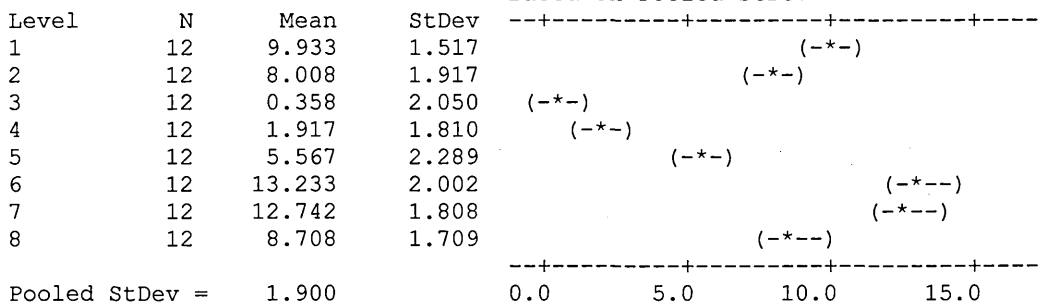 Level       N      Mean     StDev  --+---------+---------+---------+----
1          12     9.933     1.517                     (-*-)
2          12     8.008     1.917                 (-*-)
3          12     0.358     2.050   (-*-)
4          12     1.917     1.810      (-*-)
5          12     5.567     2.289             (-*-)
6          12    13.233     2.002                           (-*--)
7          12    12.742     1.808                          (-*--)
8          12     8.708     1.709                  (-*--)
                                   --+---------+---------+---------+----
Pooled StDev =    1.900            0.0       5.0      10.0      15.0